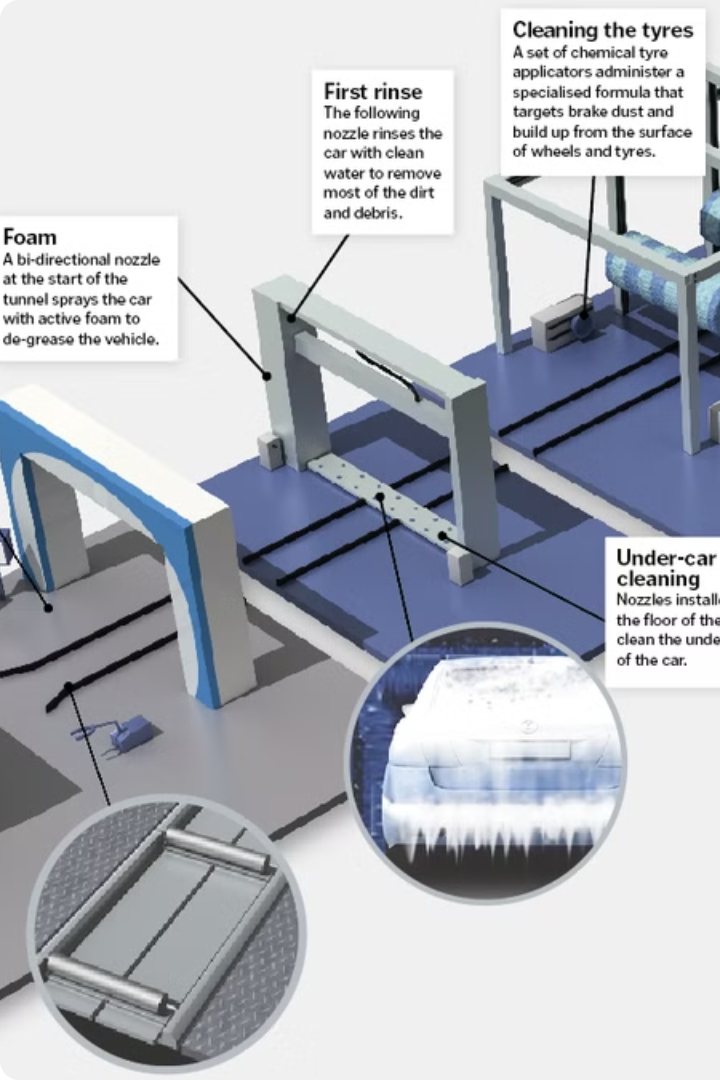 Cleaning the tyres
A set of chemical tyre
applicators administer a
specialised formula that
targets brake dust and
build up from the surface
of wheels and tyres.
First rinse
The following
nozzle rinses the
car with clean
water to remove
most of the dirt
and debris.
Foam
A bi-directional nozzle
at the start of the
tunnel sprays the car
with active foam to
de-grease the vehicle.
Under-car
cleaning
Nozzles
the floor of the
clean the
of the car.